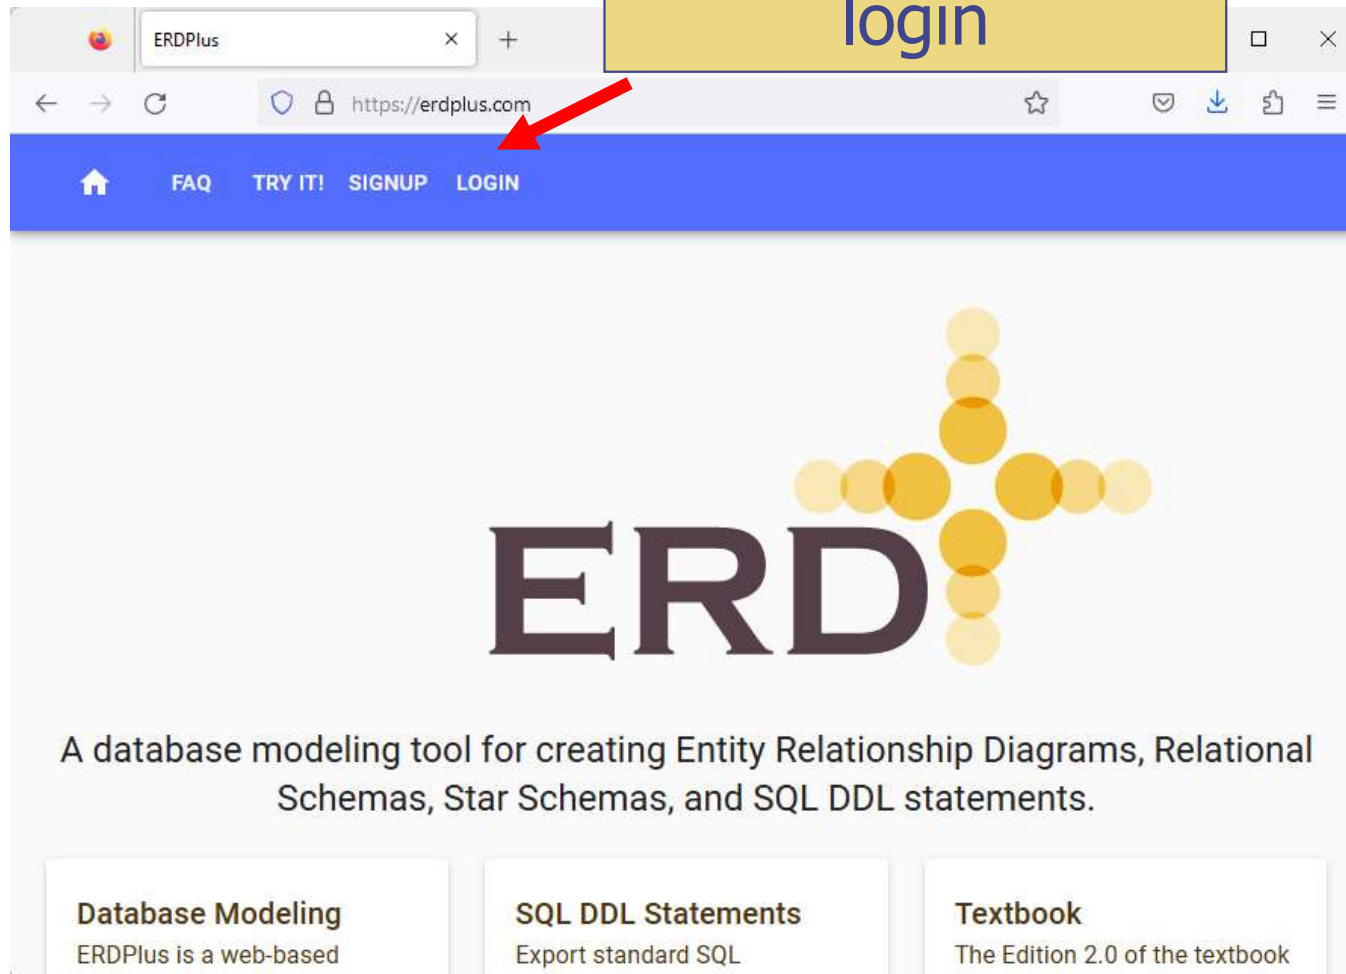 login
ERDPlus
https://erdplus.com
FAQ TRY IT! SIGNUP LOGIN
ERD
A database modeling tool for creating Entity Relationship Diagrams, Relational
Schemas, Star Schemas, and SQL DDL statements.
Database Modeling
ERDPlus is a web-based
SQL DDL Statements
Export standard SQL
Textbook
The Edition 2.0 of the textbook